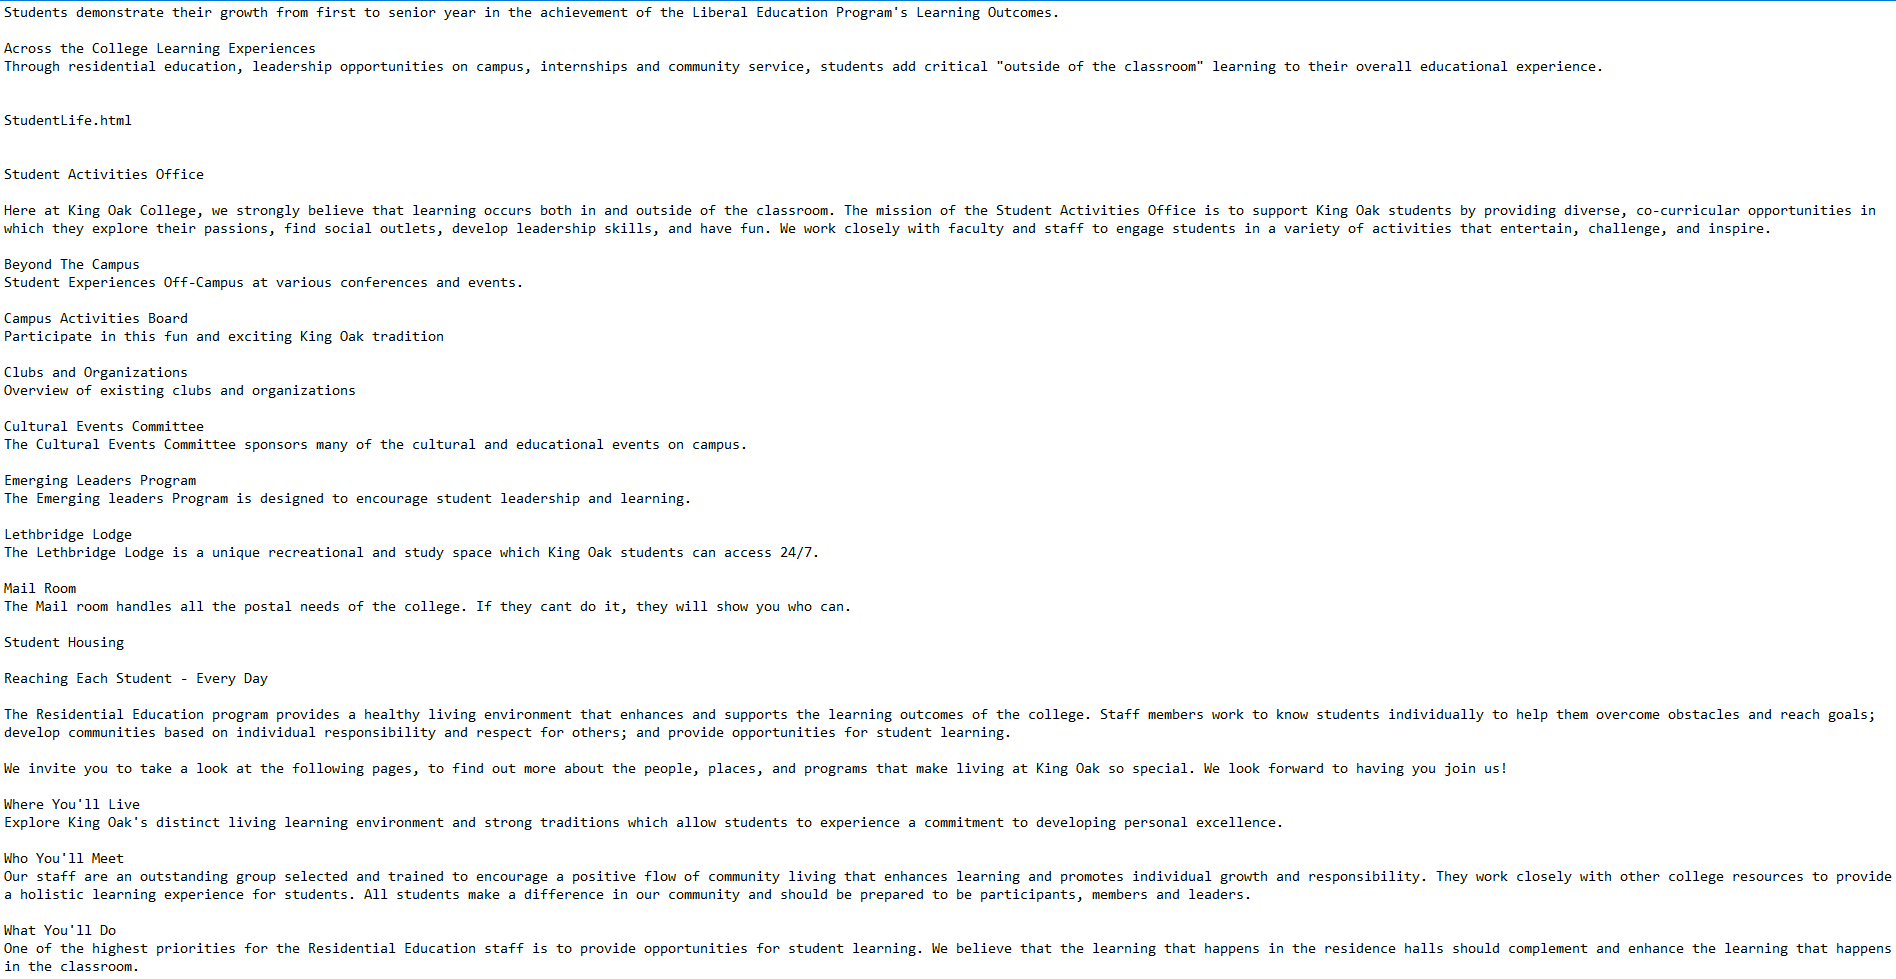 Students demonstrate their growth from first to senior year in the achievement of the Liberal Education Program's Learning Outcomes.
Across the College Learning Experiences
Through residential education, leadership opportunities on campus, internships and community service, students add critical "outside of the classroom" learning to their overall educational experience.
StudentLife.html
Student Activities Office
Here at King Oak College, we strongly believe that learning occurs both in and outside of the classroom. The mission of the Student Activities Office is to support King Oak students by providing diverse, co-curricular opportunities in
which they explore their passions, find social outlets, develop leadership skills, and have fun. We work closely with faculty and staff to engage students in a variety of activities that entertain, challenge, and inspire.
Beyond The Campus
Student Experiences Off-Campus at various conferences and events.
Campus Activities Board
Participate in this fun and exciting King Oak tradition
Clubs and Organizations
Overview of existing clubs and organizations
Cultural Events Committee
The Cultural Events Committee sponsors many of the cultural and educational events on campus.
Emerging Leaders Program
The Emerging leaders Program is designed to encourage student leadership and learning.
Lethbridge Lodge
The Lethbridge Lodge is a unique recreational and study space which King Oak students can access 24/7.
Mail Room
The Mail room handles all the postal needs of the college. If they cant do it, they will show you who can.
Student Housing
Reaching Each Student - Every Day
The Residential Education program provides a healthy living environment that enhances and supports the learning outcomes of the college. Staff members work to know students individually to help them overcome obstacles and reach goals;
develop communities based on individual responsibility and respect for others; and provide opportunities for student learning.
We invite you to take a look at the following pages, to find out more about the people, places, and programs that make living at King Oak so special. We look forward to having you join us!
Where You'll Live
Explore King Oak's distinct living learning environment and strong traditions which allow students to experience a commitment to developing personal excellence.
Who You'll Meet
Our staff are an outstanding group selected and trained to encourage a positive flow of community living that enhances learning and promotes individual growth and responsibility. They work closely with other college resources to provide
a holistic learning experience for students. All students make a difference in our community and should be prepared to be participants, members and leaders.
What You'll Do
One of the highest priorities for the Residential Education staff is to provide opportunities for student learning. We believe that the learning that happens in the residence halls should complement and enhance the learning that happens
in the classroom.